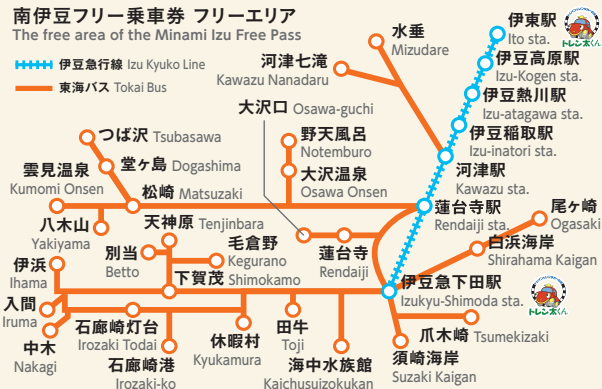 南伊豆フリー乗車券 フリーエリア
The free area of the Minami Izu Free Pass
伊豆急行線 Izu Kyuko Line
東海バス Tokai Bus
伊東駅
Ito sta.
トレン太くん
伊豆高原駅
Izu-Kogen sta.
伊豆熱川駅
Izu-atagawa sta.
伊豆稲取駅
Izu-inatori sta.
河津駅
Kawazu sta.
水垂
Mizudare
河津七滝
Kawazu Nanadaru
大沢口 Osawa-guchi
野天風呂
Notemburo
大沢温泉
Osawa Onsen
つば沢 Tsubasawa
堂ヶ島 Dogashima
雲見温泉
Kumomi Onsen
松崎 Matsuzaki
八木山
Yakiyama
蓮台寺駅
Rendaiji sta.
尾ヶ崎
Ogasaki
天神原 Tenjinbara
別当
Betto
毛倉野
Kegurano
下賀茂 Shimokamo
蓮台寺
Rendaiji
白浜海岸
Shirahama Kaigan
伊浜
Ihama
伊豆急下田駅
Izukyu-Shimoda sta.
トレン太くん
入間
Iruma
中木
Nakagi
石廊崎灯台
Irozaki Todai
石廊崎港
Irozaki-ko
休暇村
Kyukamura
田牛
Toji
海中水族館
Kaichusuizokukan
爪木崎 Tsumekizaki
須崎海岸
Suzaki Kaigan